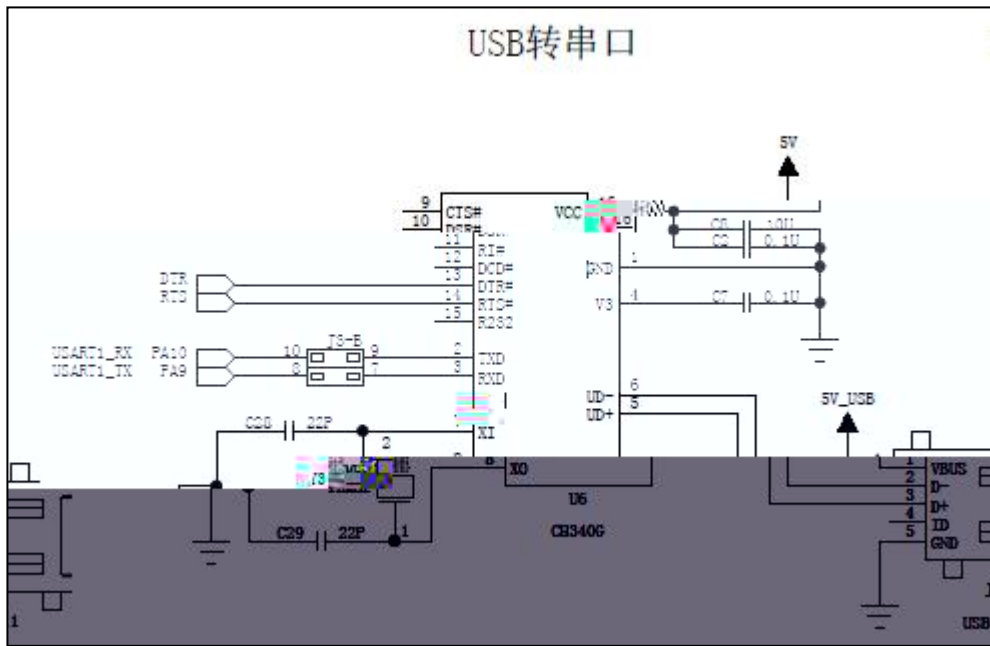 USB转串口
5V
9 CTS#
10 DSR#
11 RI#
12 DCD#
13 DTR#
14 RTS#
15 R232
VCC
C8 10U
C2 0.1U
GND 1
V3 4 C7 0.1U
DTR
RTS
J3-B
USART1_RX PA10 10 9 2 TXD
USART1_TX PA9 8 7 3 RXD
UD- 6
UD+ 5
5V_USB
C28 22P
2
XI
8 XO
U6
CH340G
C29 22P
1
1 VBUS
2 D-
3 D+
4 ID
5 GND
1
USB